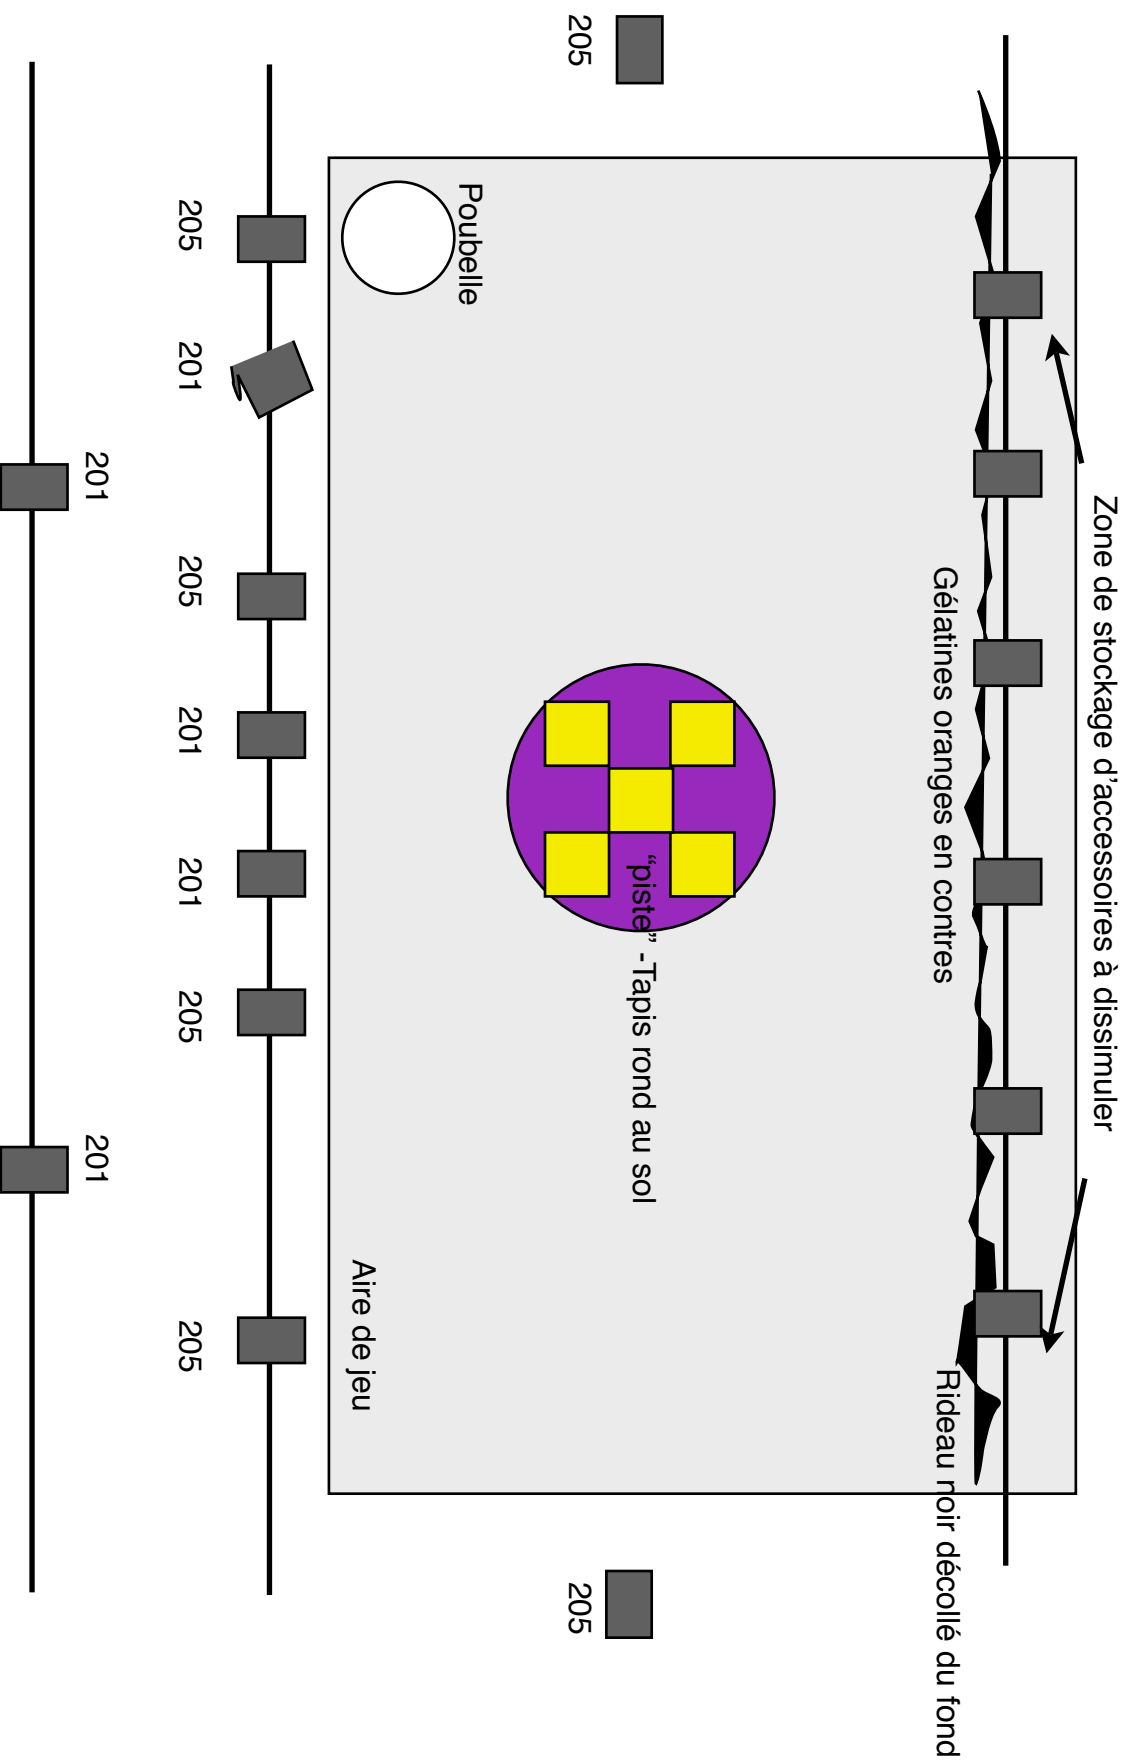 Zone de stockage d'accessoires à dissimuler
Gélatines oranges en contres
Rideau noir décollé du fond
“piste” -Tapis rond au sol
205
205
Poubelle
Aire de jeu
205
201
205
201
201
205
205
201
201